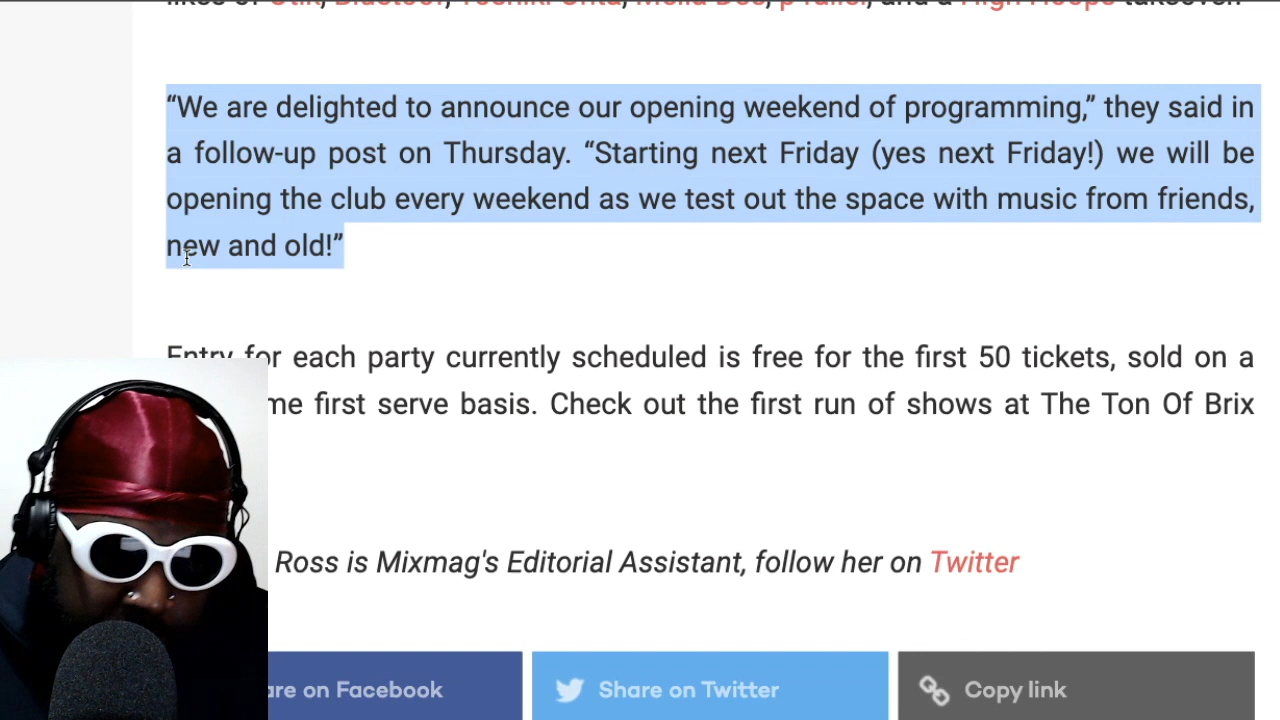 “We are delighted to announce our opening weekend of programming,” they said in
a follow-up post on Thursday. “Starting next Friday (yes next Friday!) we will be
opening the club every weekend as we test out the space with music from friends,
new and old!”
Entry for each party currently scheduled is free for the first 50 tickets, sold on a
first serve basis. Check out the first run of shows at The Ton Of Brix
Ross is Mixmag's Editorial Assistant, follow her on Twitter
on Facebook
Share on Twitter
Copy link